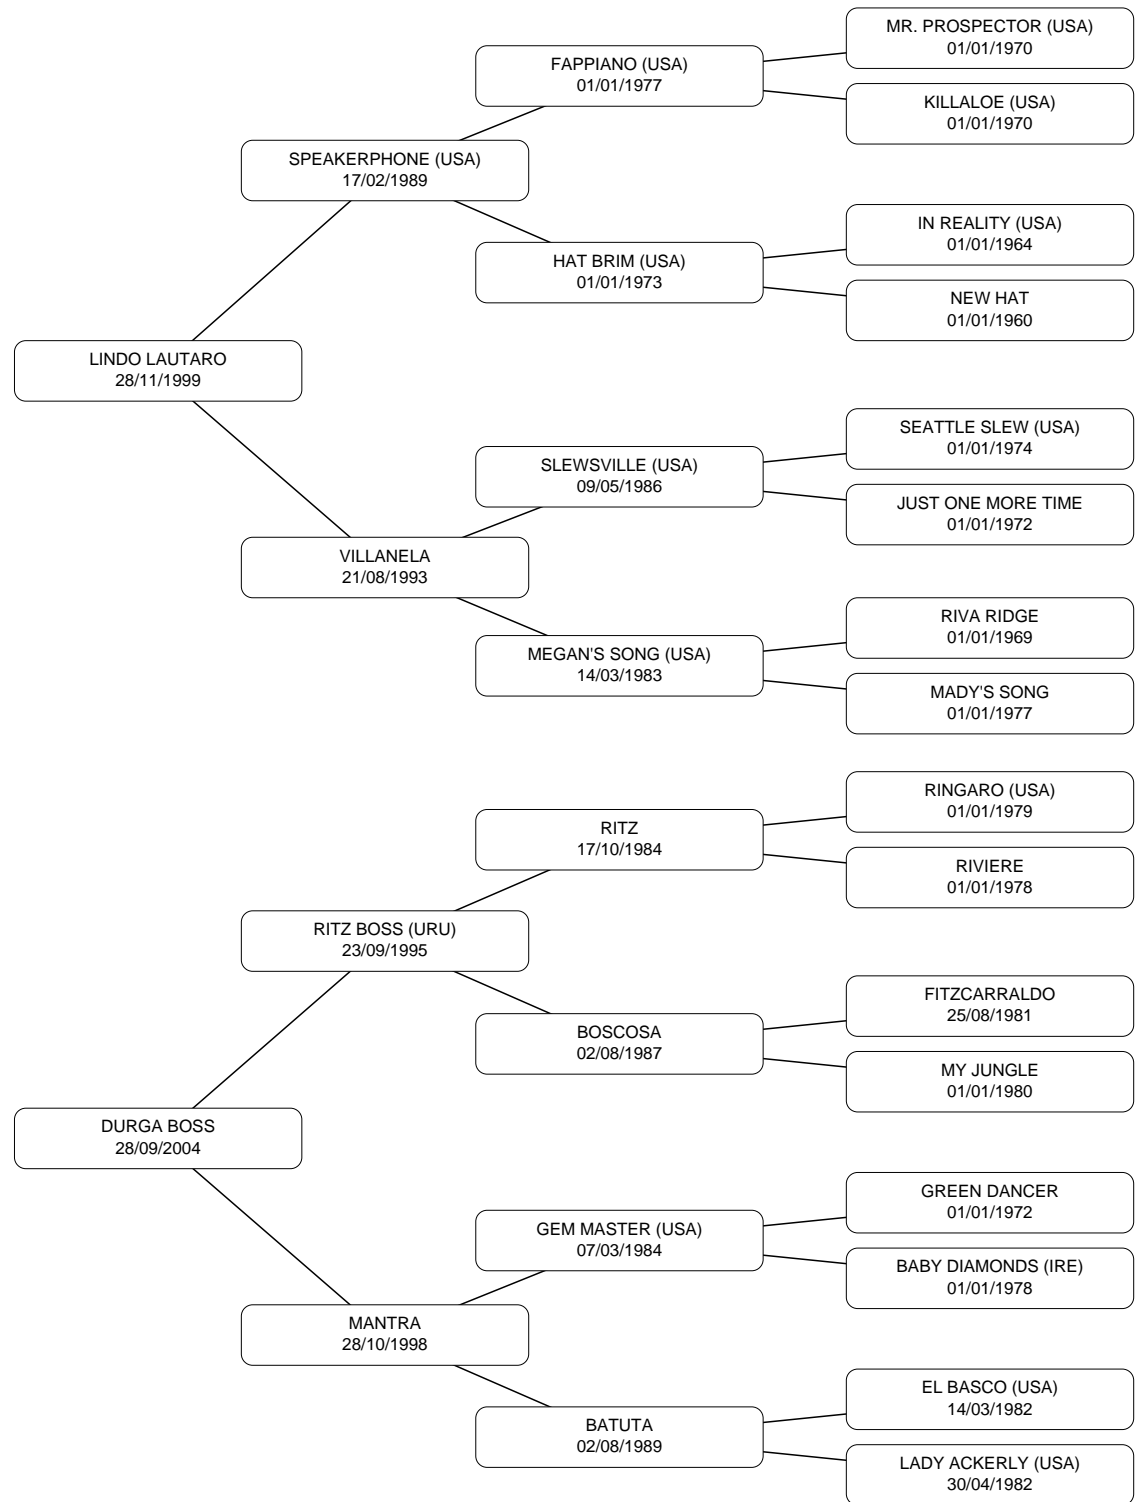 MR. PROSPECTOR (USA)
01/01/1970
FAPPIANO (USA)
01/01/1977
KILLALOE (USA)
01/01/1970
SPEAKERPHONE (USA)
17/02/1989
IN REALITY (USA)
01/01/1964
HAT BRIM (USA)
01/01/1973
NEW HAT
01/01/1960
LINDO LAUTARO
28/11/1999
SEATTLE SLEW (USA)
01/01/1974
SLEWSVILLE (USA)
09/05/1986
JUST ONE MORE TIME
01/01/1972
VILLANELA
21/08/1993
RIVA RIDGE
01/01/1969
MEGAN'S SONG (USA)
14/03/1983
MADY'S SONG
01/01/1977
RINGARO (USA)
01/01/1979
RITZ
17/10/1984
RIVIERE
01/01/1978
RITZ BOSS (URU)
23/09/1995
FITZCARRALDO
25/08/1981
BOSCOSA
02/08/1987
MY JUNGLE
01/01/1980
DURGA BOSS
28/09/2004
GREEN DANCER
01/01/1972
GEM MASTER (USA)
07/03/1984
BABY DIAMONDS (IRE)
01/01/1978
MANTRA
28/10/1998
EL BASCO (USA)
14/03/1982
BATUTA
02/08/1989
LADY ACKERLY (USA)
30/04/1982